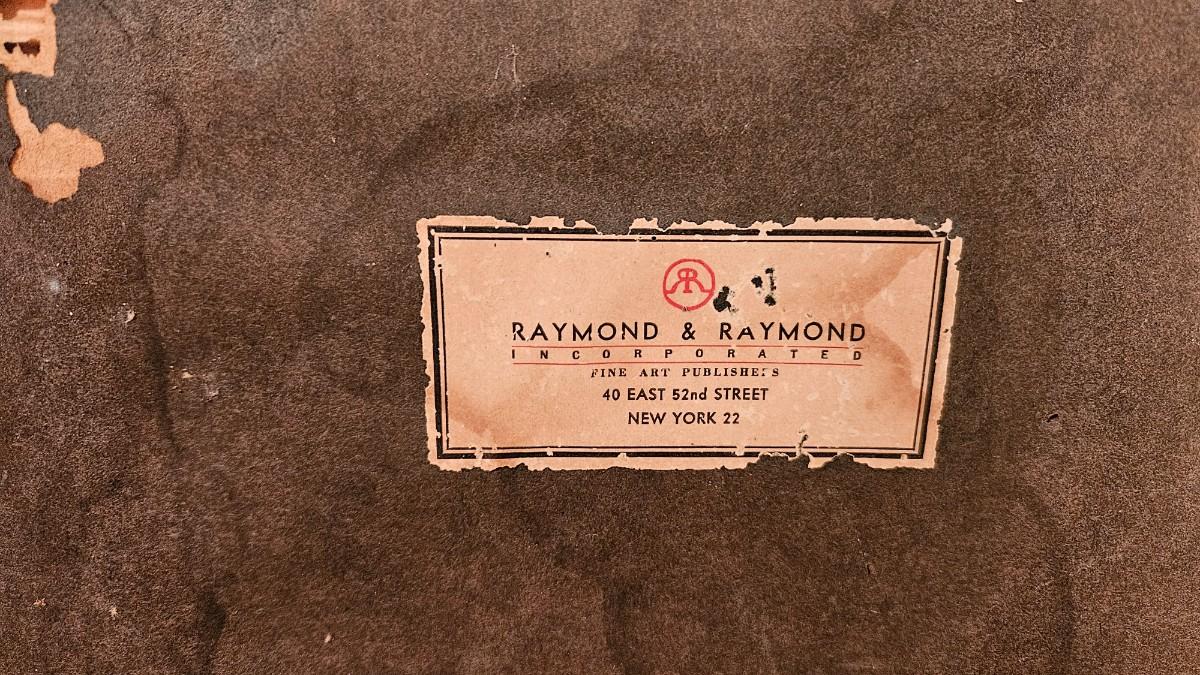 RR
RAYMOND & RAYMOND
INCORPORATED
FINE ART PUBLISHERS
40 EAST 52nd STREET
NEW YORK 22